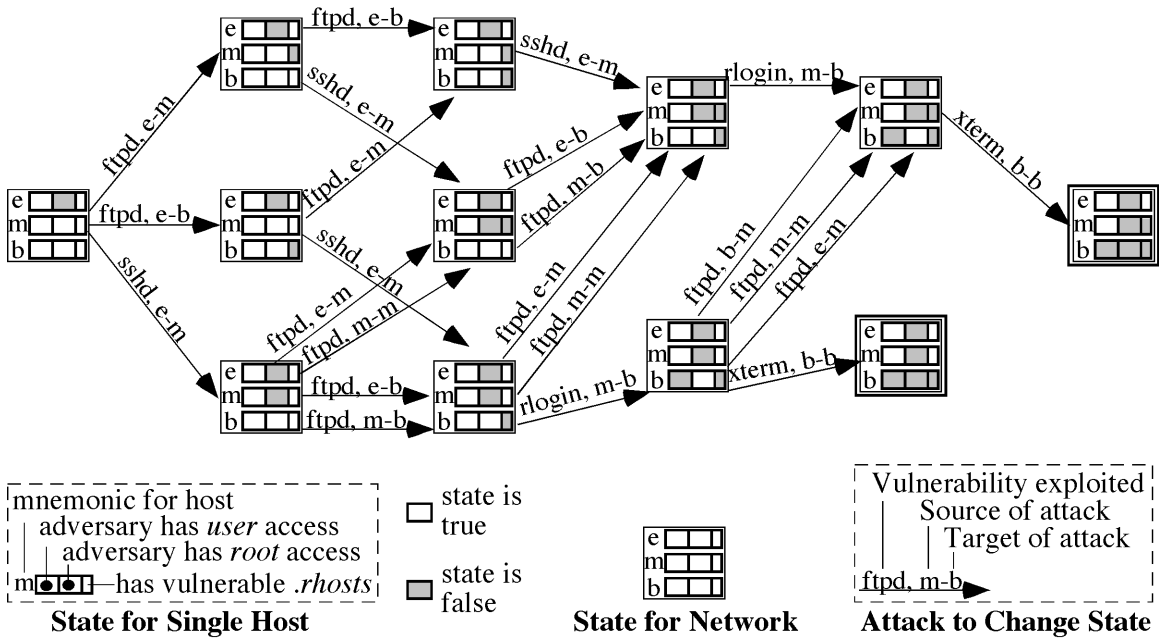 e
m
b
ftpd, e-m
ftpd, e-b
sshd, e-m
e
m
b
ftpd, e-b
sshd, e-m
e
m
b
ftpd, e-m
sshd, e-m
e
m
b
ftpd, e-m
ftpd, m-m
ftpd, e-b
ftpd, m-b
e
m
b
sshd, e-m
e
m
b
ftpd, e-b
ftpd, m-b
e
m
b
ftpd, e-m
ftpd, m-m
rlogin, m-b
e
m
b
rlogin, m-b
e
m
b
ftpd, b-m
ftpd, m-m
ftpd, e-m
xterm, b-b
e
m
b
xterm, b-b
e
m
b
e
m
b
mnemonic for host
adversary has user access
adversary has root access
m
has vulnerable .rhosts
State for Single Host
state is
true
state is
false
e
m
b
State for Network
Vulnerability exploited
Source of attack
Target of attack
ftpd, m-b
Attack to Change State